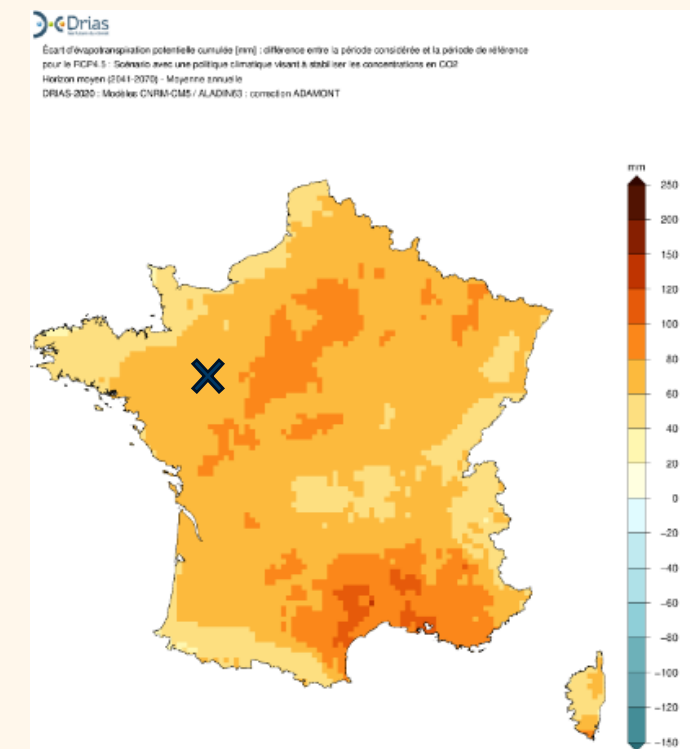 Drias
Écart d'évapotranspiration potentielle cumulée [mm] : différence entre la période considérée et la période de référence
pour le RCP4.5 : Scénario avec une politique climatique visant à stabiliser les concentrations en CO2
Horizon moyen (2041-2070) - Moyenne annuelle
DRIAS-2020 : Modèles CNRM-CM5 / ALADIN63 : correction ADAMONT
mm
250
200
150
120
100
80
60
40
20
0
−20
−40
−60
−80
−100
−120
−150